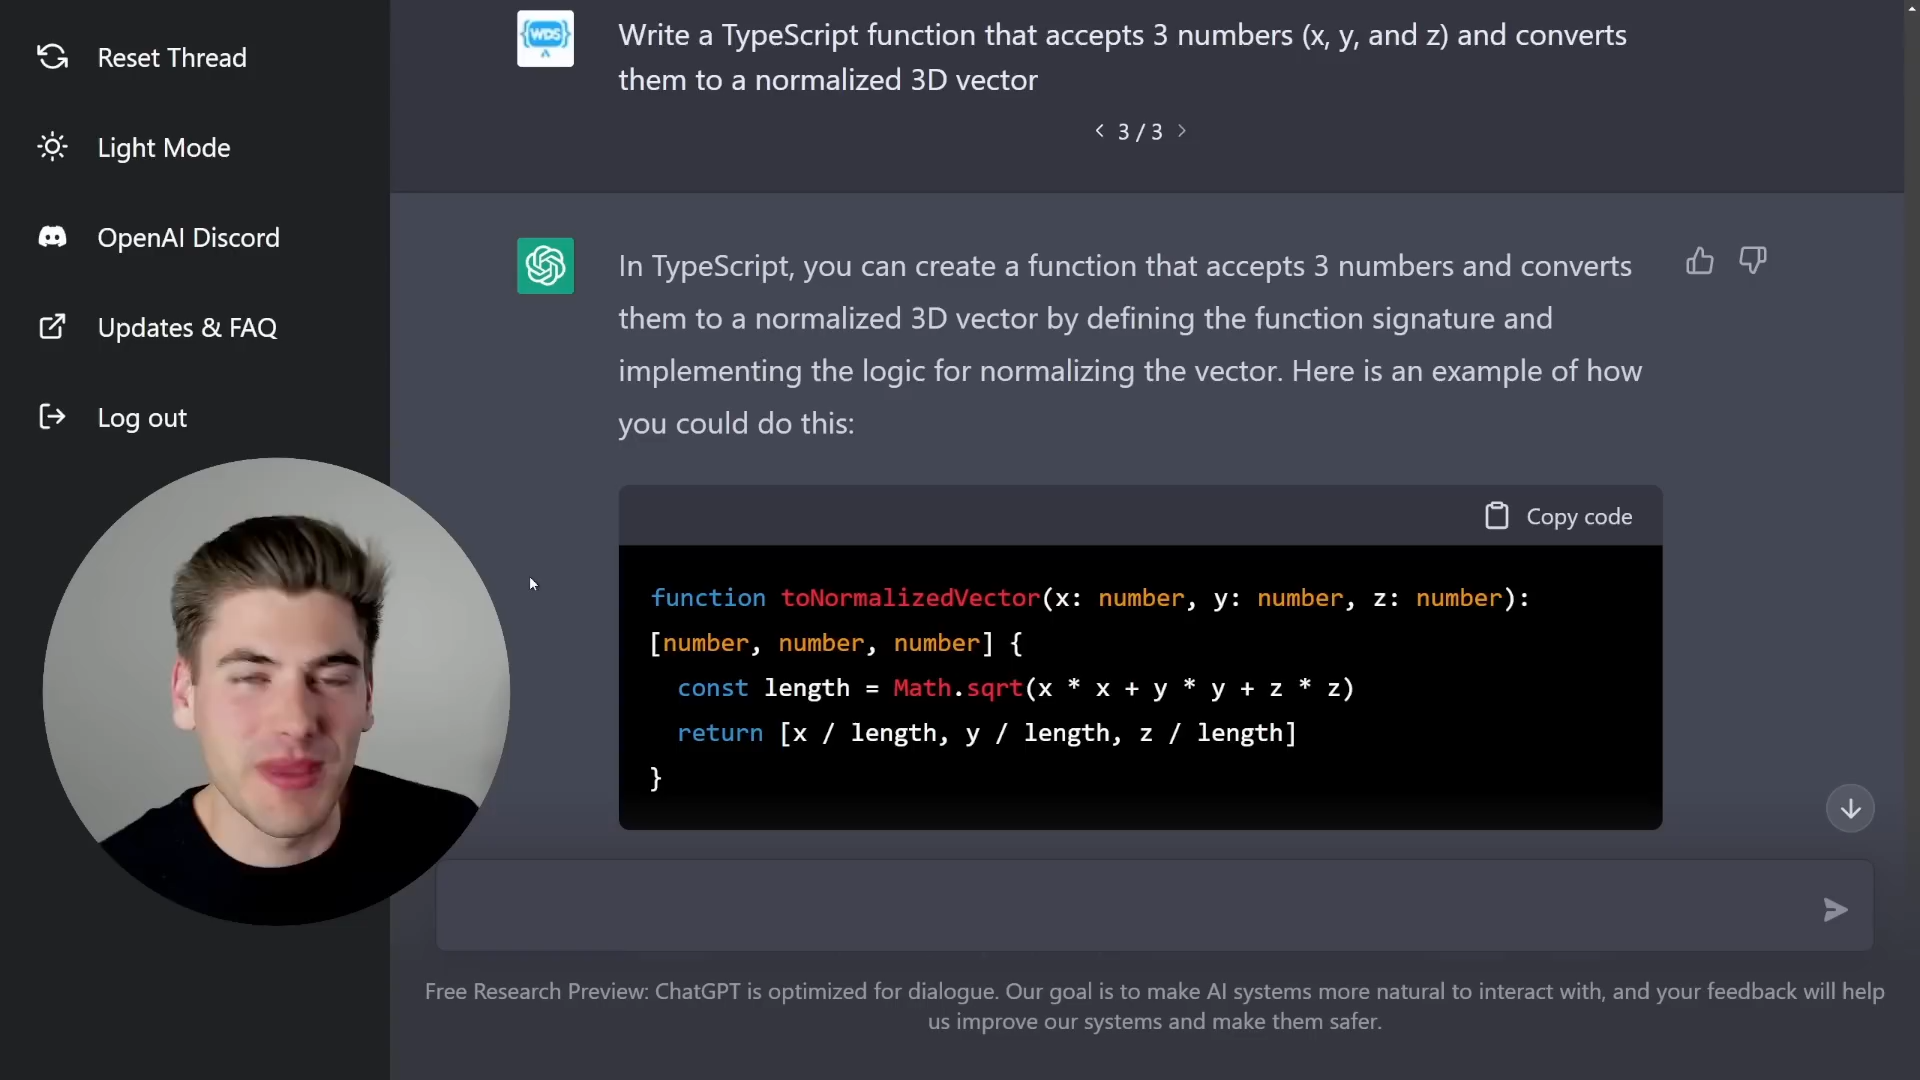 Reset Thread
Light Mode
OpenAI Discord
Updates & FAQ
Log out
{WDS}
Write a TypeScript function that accepts 3 numbers (x, y, and z) and converts
them to a normalized 3D vector
< 3 / 3 >
In TypeScript, you can create a function that accepts 3 numbers and converts
them to a normalized 3D vector by defining the function signature and
implementing the logic for normalizing the vector. Here is an example of how
you could do this:
Copy code
function toNormalizedVector(x: number, y: number, z: number):
[number, number, number] {
const length = Math.sqrt(x * x + y * y + z * z)
return [x / length, y / length, z / length]
}
Free Research Preview: ChatGPT is optimized for dialogue. Our goal is to make AI systems more natural to interact with, and your feedback will help
us improve our systems and make them safer.